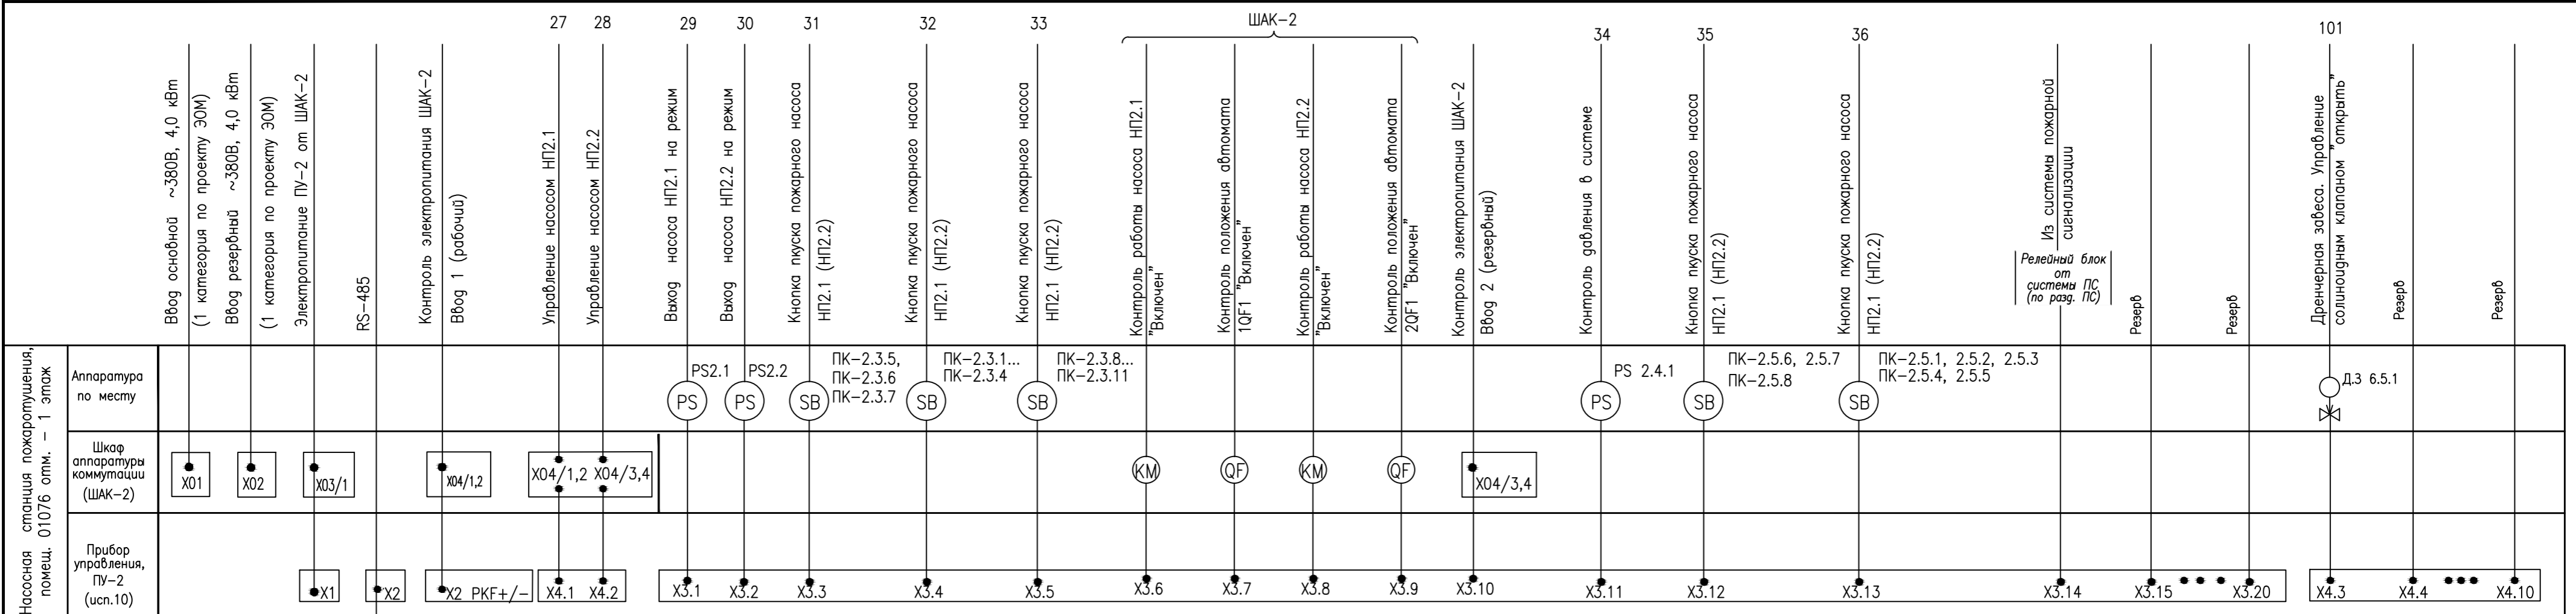 27
28
29
30
31
32
33
ШАК-2
34
35
36
101
Ввод основной ~380В, 4,0 кВт
(1 категория по проекту ЭОМ)
Ввод резервный ~380В, 4,0 кВт
(1 категория по проекту ЭОМ)
Электропитание ПУ-2 от ШАК-2
RS-485
Контроль электропитания ШАК-2
Ввод 1 (рабочий)
Управление насосом НП2.1
Управление насосом НП2.2
Выход насоса НП2.1 на режим
Выход насоса НП2.2 на режим
Кнопка пкуска пожарного насоса
НП2.1 (НП2.2)
Кнопка пкуска пожарного насоса
НП2.1 (НП2.2)
Кнопка пкуска пожарного насоса
НП2.1 (НП2.2)
Контроль работы насоса НП2.1
"Включен"
Контроль положения автомата
1QF1 "Включен"
Контроль работы насоса НП2.2
"Включен"
Контроль положения автомата
2QF1 "Включен"
Контроль электропитания ШАК-2
Ввод 2 (резервный)
Контроль давления в системе
Кнопка пкуска пожарного насоса
НП2.1 (НП2.2)
Кнопка пкуска пожарного насоса
НП2.1 (НП2.2)
Из системы пожарной
сигнализации
Релейный блок
от
системы ПС
(по разд. ПС)
Резерв
Резерв
Дренчерная завеса. Управление
солиноидным клапаном "открыть"
Резерв
Резерв
Насосная станция пожаротушения,
помещ. 01076 отм. - 1 этаж
Аппаратура
по месту
PS2.1
PS
PS2.2
PS
SB
ПК-2.3.5,
ПК-2.3.6
ПК-2.3.7
SB
ПК-2.3.1...
ПК-2.3.4
SB
ПК-2.3.8...
ПК-2.3.11
PS 2.4.1
PS
SB
ПК-2.5.6, 2.5.7
ПК-2.5.8
SB
ПК-2.5.1, 2.5.2, 2.5.3
ПК-2.5.4, 2.5.5
Д.З 6.5.1
Шкаф
аппаратуры
коммутации
(ШАК-2)
X01
X02
X03/1
X04/1,2
X04/1,2
X04/3,4
KM
QF
KM
QF
X04/3,4
Прибор
управления,
ПУ-2
(исп.10)
X1
X2
X2 PKF+/-
X4.1
X4.2
X3.1
X3.2
X3.3
X3.4
X3.5
X3.6
X3.7
X3.8
X3.9
X3.10
X3.11
X3.12
X3.13
X3.14
X3.15
X3.20
X4.3
X4.4
X4.10